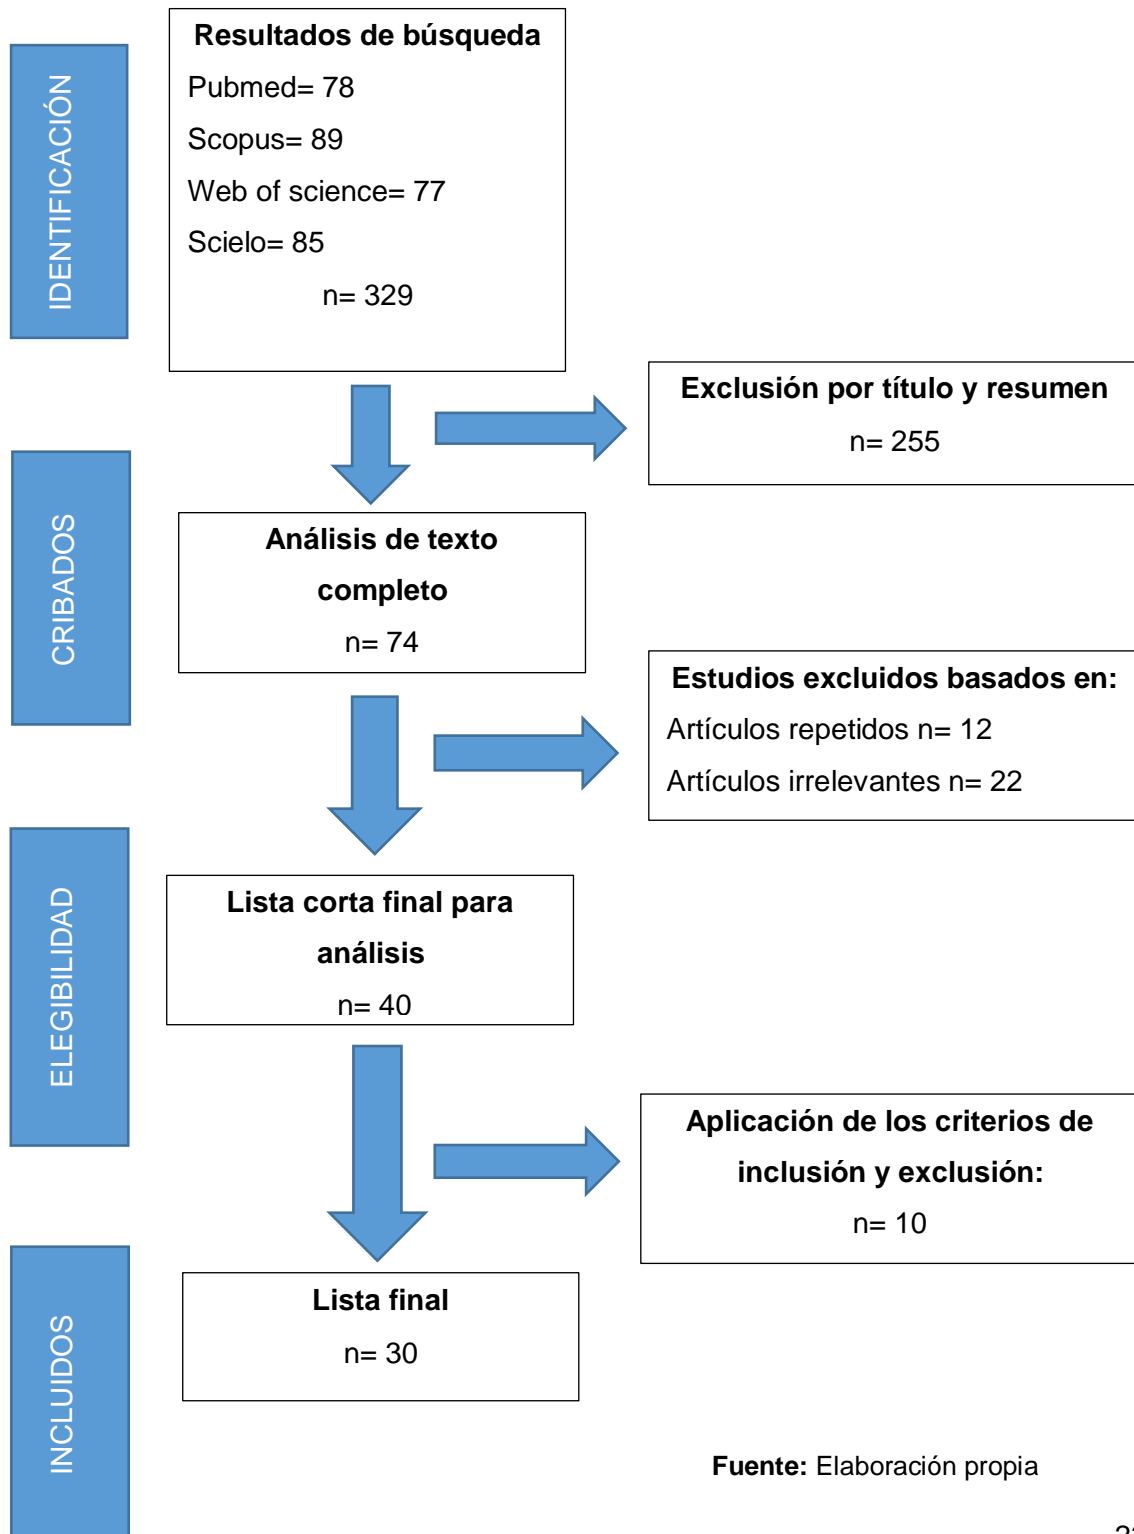 IDENTIFICACIÓN
Resultados de búsqueda
Pubmed= 78
Scopus= 89
Web of science= 77
Scielo= 85
n= 329
Exclusión por título y resumen
n= 255
CRIBADOS
Análisis de texto
completo
n= 74
Estudios excluidos basados en:
Artículos repetidos n= 12
Artículos irrelevantes n= 22
ELEGIBILIDAD
Lista corta final para
análisis
n= 40
Aplicación de los criterios de
inclusión y exclusión:
n= 10
INCLUIDOS
Lista final
n= 30
Fuente: Elaboración propia